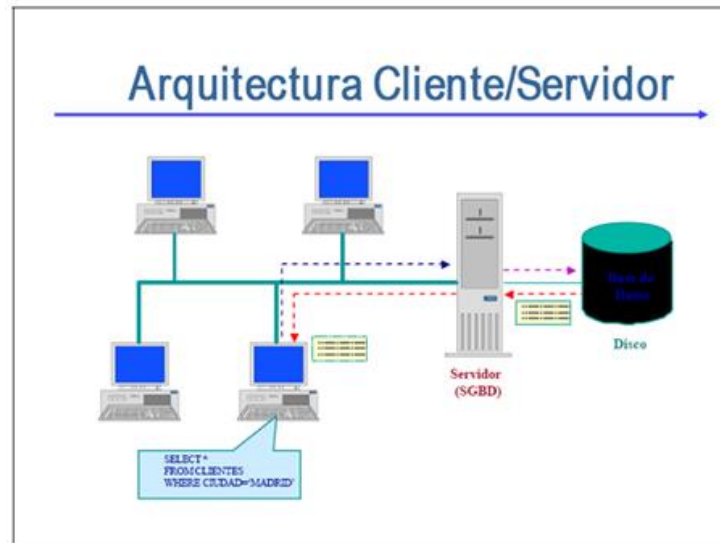 Arquitectura Cliente/Servidor
Base de
Datos
Disco
Servidor
(SGBD)
SELECT *
FROM CLIENTES
WHERE CIUDAD='MADRID'